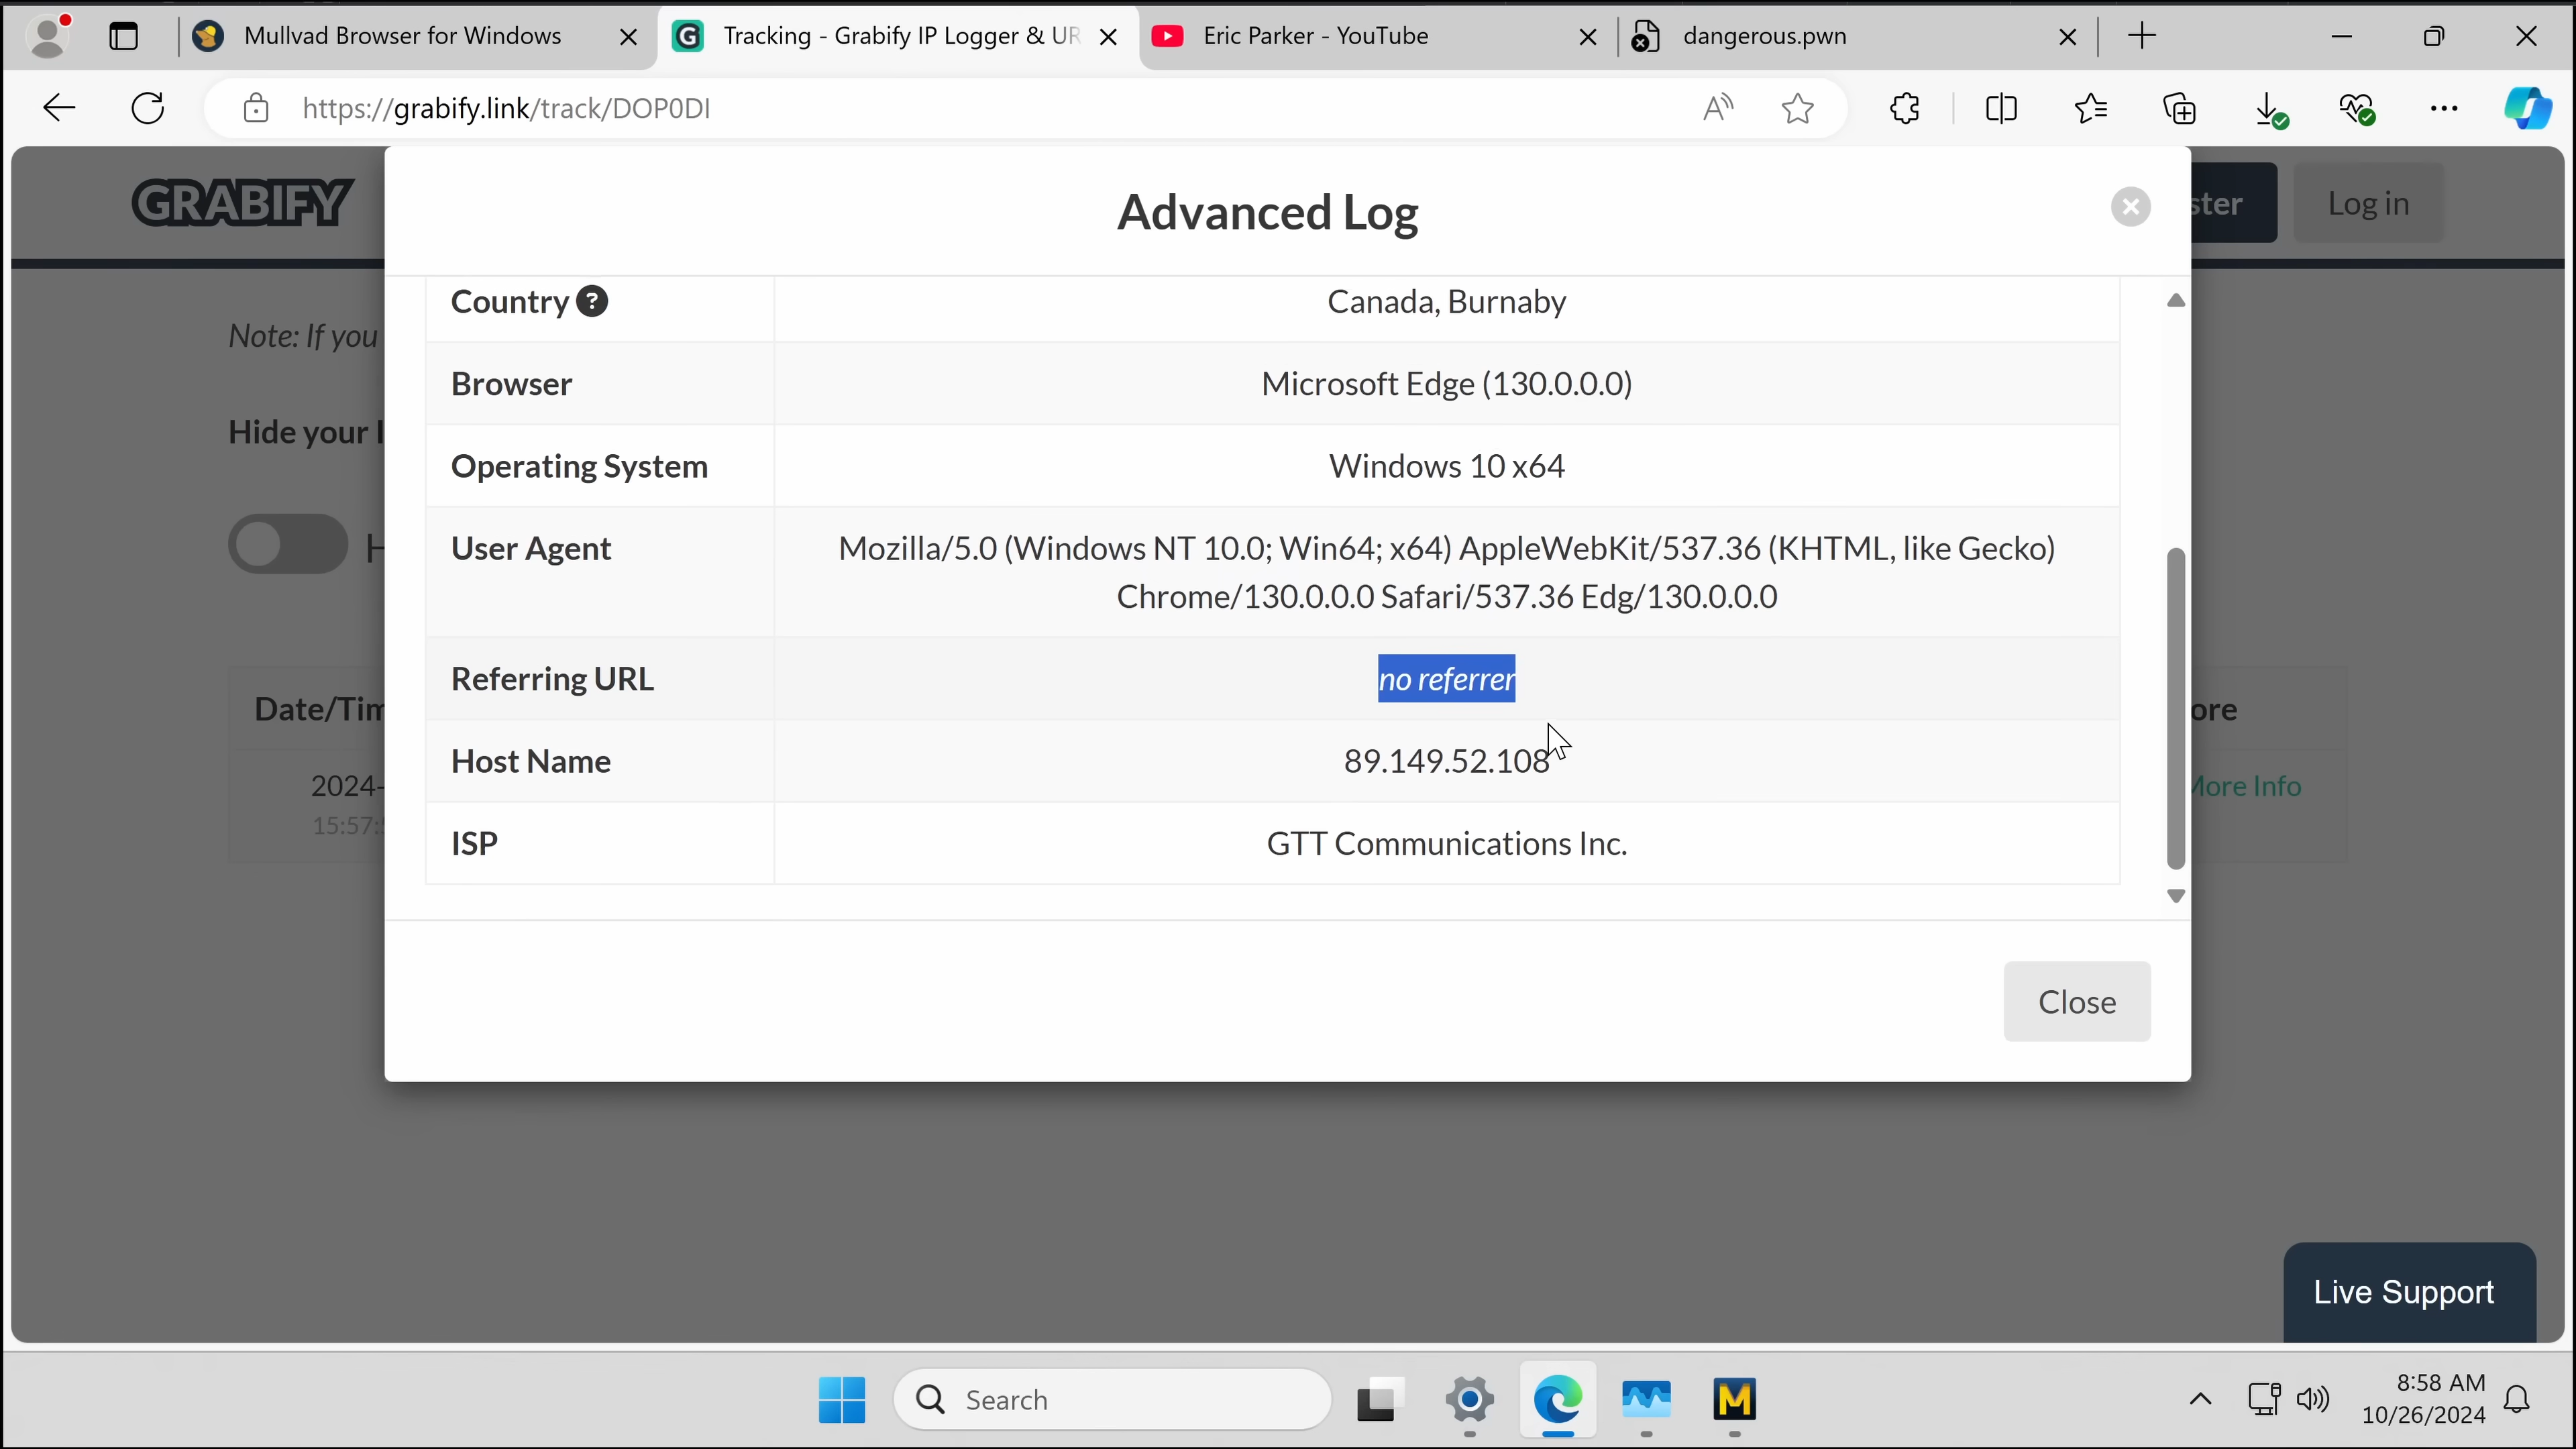 Mullvad Browser for Windows
Tracking - Grabify IP Logger & UR
Eric Parker - YouTube
dangerous.pwn
https://grabify.link/track/DOP0DI
GRABIFY
ster
Log in
Advanced Log
Note: If you
Hide your I
H
Country ?
Canada, Burnaby
Browser
Microsoft Edge (130.0.0.0)
Operating System
Windows 10 x64
User Agent
Mozilla/5.0 (Windows NT 10.0; Win64; x64) AppleWebKit/537.36 (KHTML, like Gecko)
Chrome/130.0.0.0 Safari/537.36 Edg/130.0.0.0
Referring URL
no referrer
Host Name
89.149.52.108
ISP
GTT Communications Inc.
Date/Tim
ore
2024-
15:57:
More Info
Close
Live Support
Search
8:58 AM
10/26/2024